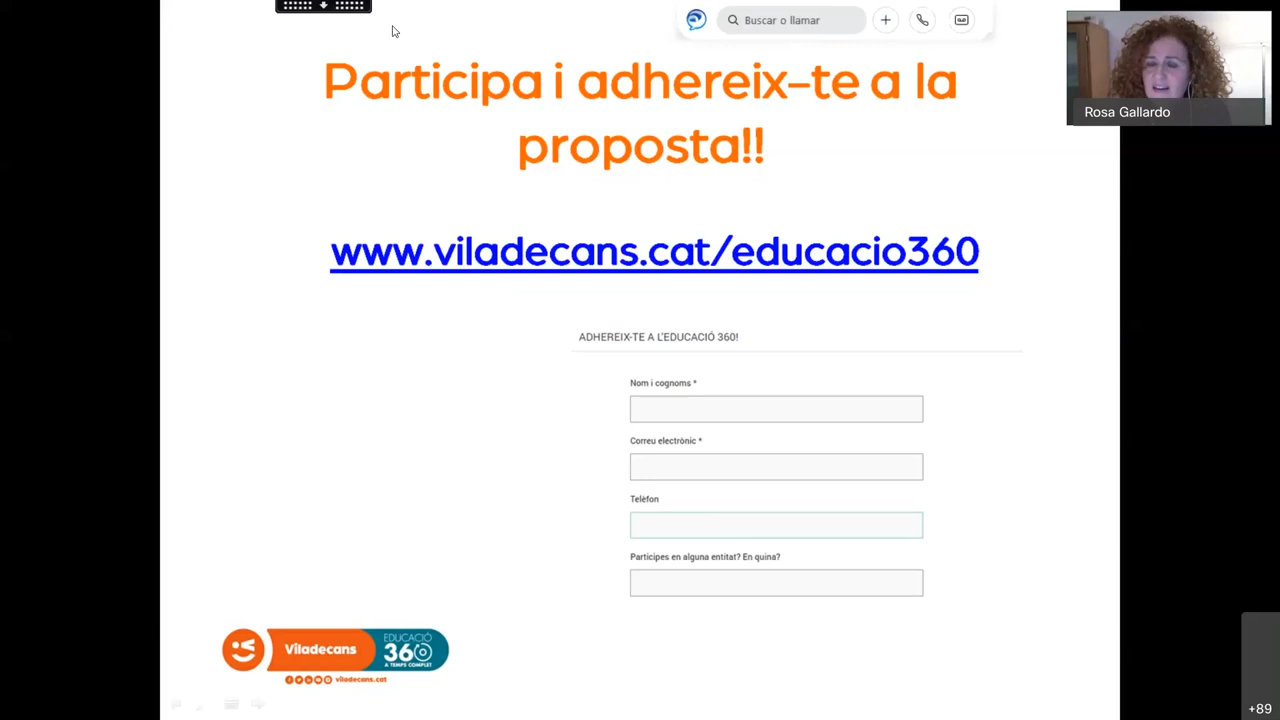 Buscar o llamar
Rosa Gallardo
Participa i adhereix-te a la
proposta!!
www.viladecans.cat/educacio360
ADHEREIX-TE A L'EDUCACIÓ 360!
Nom i cognoms *
Correu electrònic *
Telèfon
Participes en alguna entitat? En quina?
Viladecans
EDUCACIÓ
360
A TEMPS COMPLET
viladecans.cat
+89